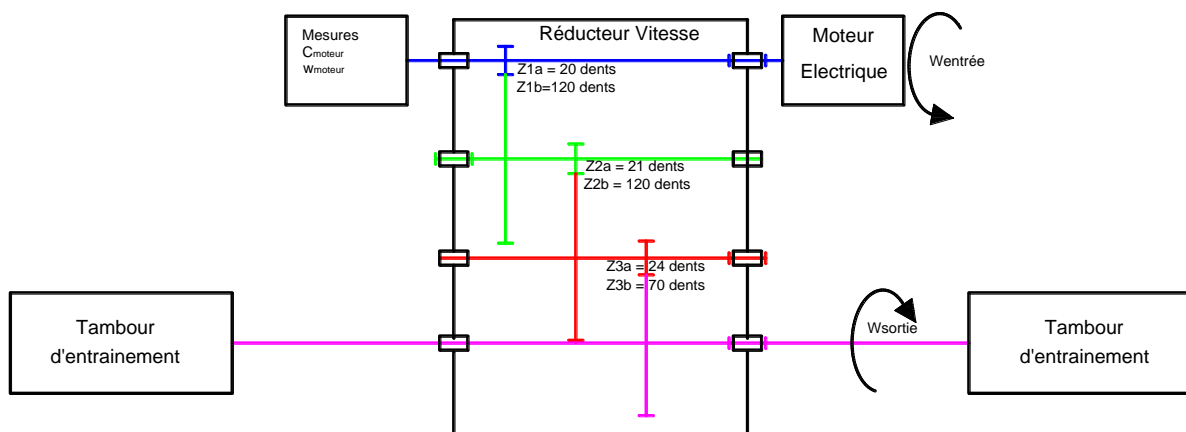 Mesures
Cmoteur
wmoteur
Réducteur Vitesse
Moteur
Electrique
Wentrée
Z1a = 20 dents
Z1b=120 dents
Z2a = 21 dents
Z2b = 120 dents
Z3a = 24 dents
Z3b = 70 dents
Tambour
d'entrainement
Wsortie
Tambour
d'entrainement